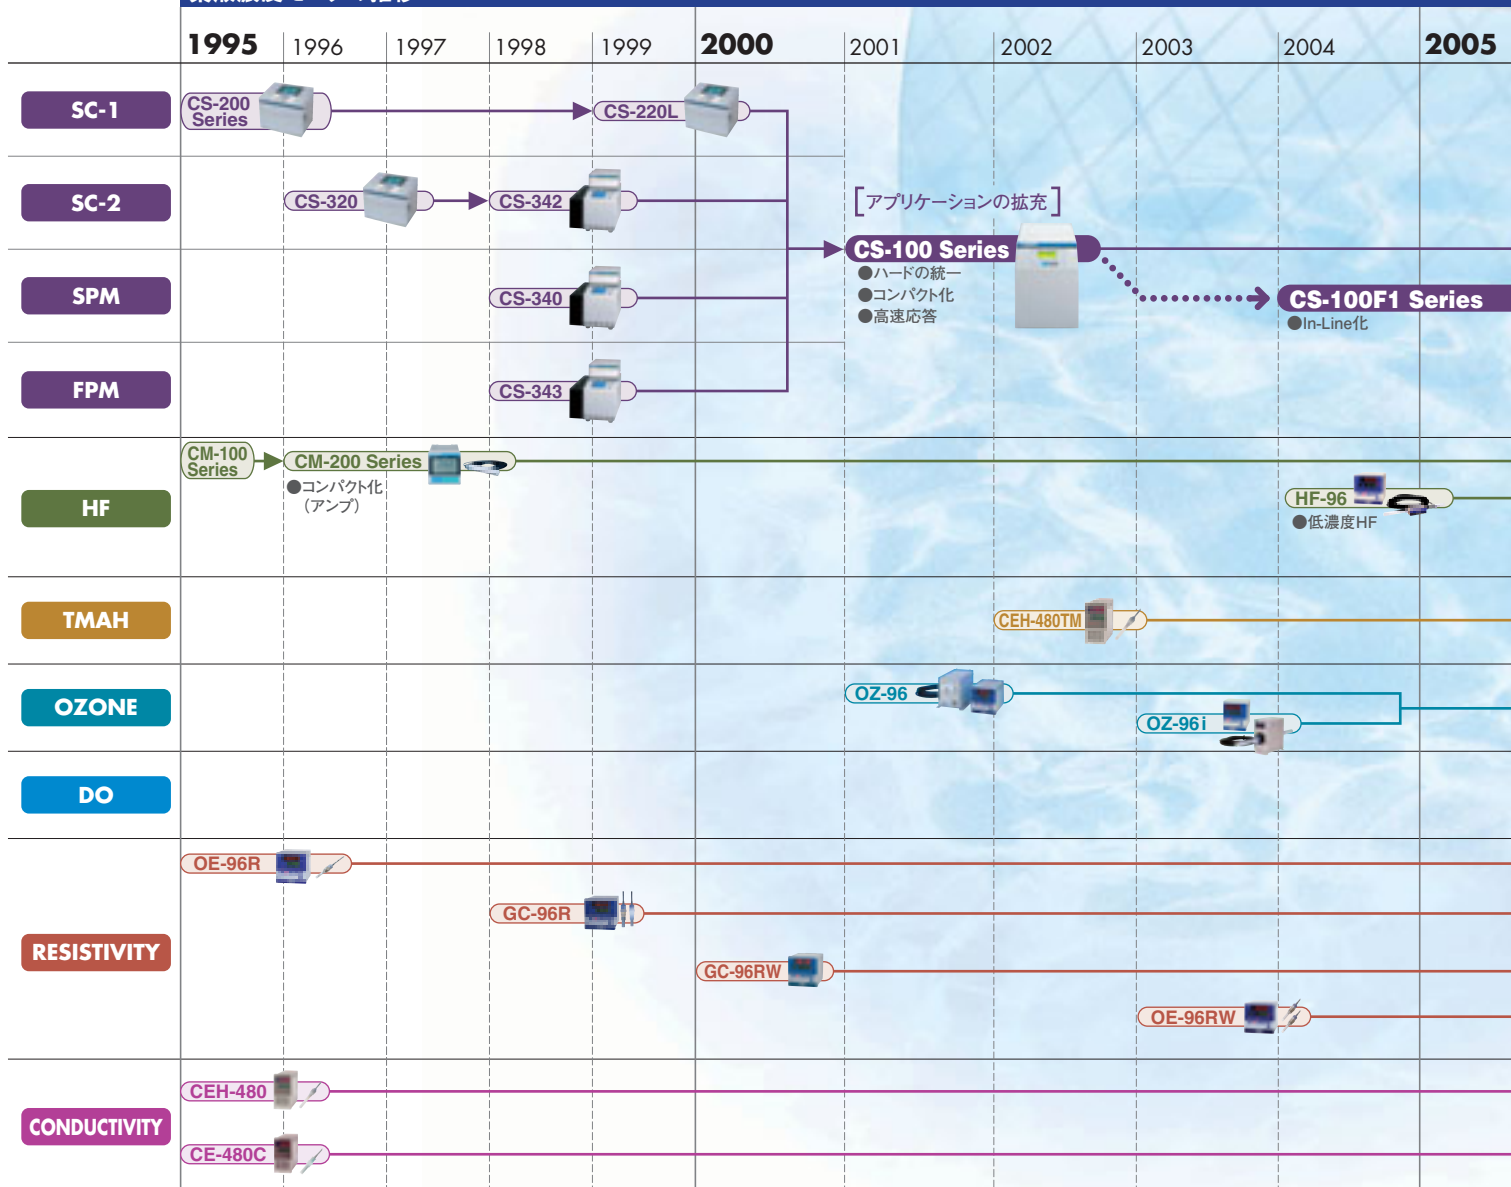 1995 1996 1997 1998 1999 2000 2001 2002 2003 2004 2005
SC-1
CS-200
Series
CS-220L
SC-2
CS-320
CS-342
[アプリケーションの拡充]
CS-100 Series
●ハードの統一
●コンパクト化
●高速応答
SPM
CS-340
CS-100F1 Series
●In-Line化
FPM
CS-343
HF
CM-100
Series
CM-200 Series
●コンパクト化
(アンプ)
HF-96
●低濃度HF
TMAH
CEH-480TM
OZONE
OZ-96
OZ-96i
DO
RESISTIVITY
OE-96R
GC-96R
GC-96RW
OE-96RW
CONDUCTIVITY
CEH-480
CE-480C